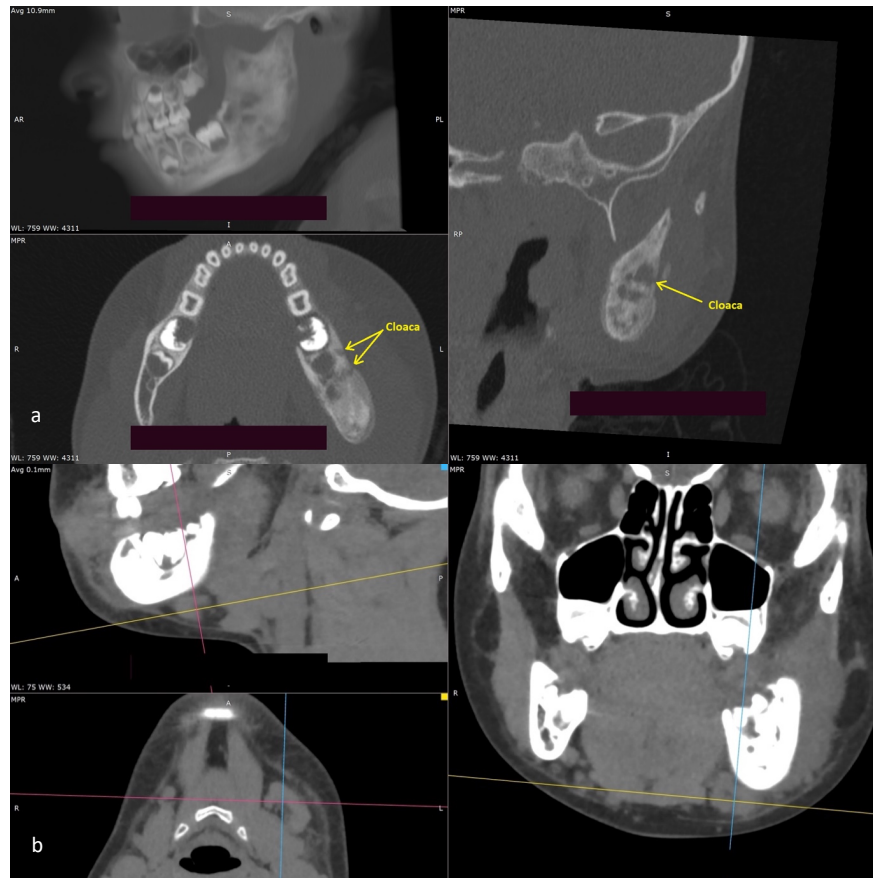 Avg 10.9mm
S
AR
PL
WL: 759 WW: 4311
I
MPR
S
RP
Cloaca
WL: 759 WW: 4311
I
MPR
A
R
L
Cloaca
a
WL: 759 WW: 4311
P
Avg 0.1mm
S
A
P
WL: 75 WW: 534
MPR
A
R
L
b
MPR
S
R